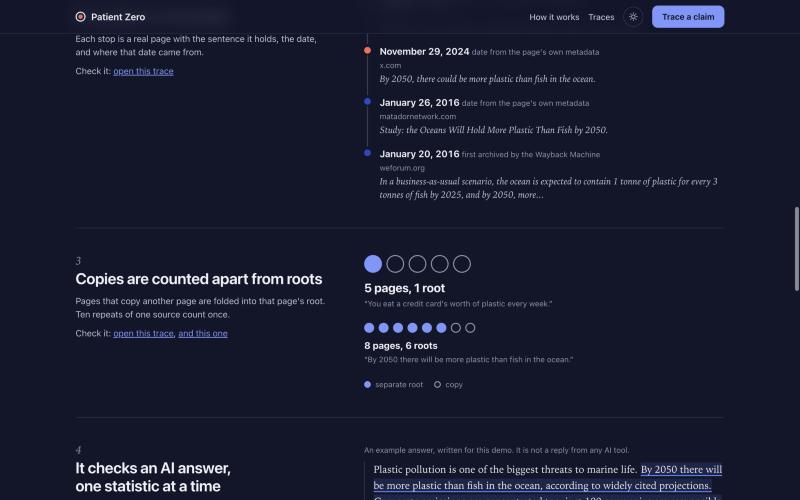 Patient Zero
How it works
Traces
Trace a claim
Each stop is a real page with the sentence it holds, the date,
and where that date came from.
Check it: open this trace
November 29, 2024 date from the page's own metadata
x.com
By 2050, there could be more plastic than fish in the ocean.
January 26, 2016 date from the page's own metadata
matadornetwork.com
Study: the Oceans Will Hold More Plastic Than Fish by 2050.
January 20, 2016 first archived by the Wayback Machine
weforum.org
In a business-as-usual scenario, the ocean is expected to contain 1 tonne of plastic for every 3
tonnes of fish by 2025, and by 2050, more...
3
Copies are counted apart from roots
Pages that copy another page are folded into that page's root.
Ten repeats of one source count once.
Check it: open this trace, and this one
5 pages, 1 root
"You eat a credit card's worth of plastic every week."
8 pages, 6 roots
"By 2050 there will be more plastic than fish in the ocean."
separate root
copy
4
It checks an AI answer,
one statistic at a time
An example answer, written for this demo. It is not a reply from any AI tool.
Plastic pollution is one of the biggest threats to marine life. By 2050 there will
be more plastic than fish in the ocean, according to widely cited projections.